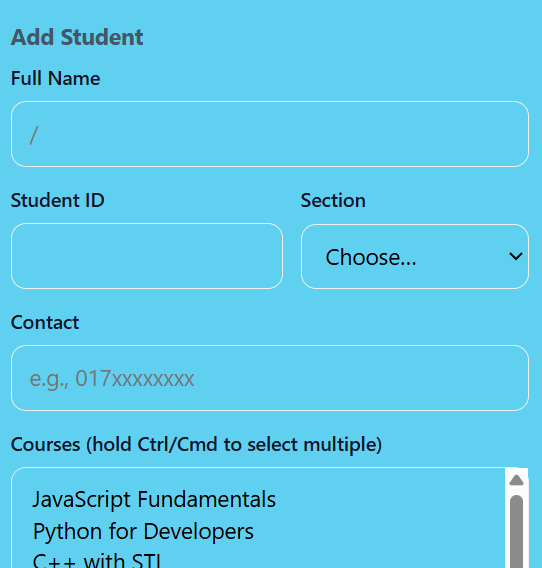 Add Student
Full Name
/
Student ID Section
Choose...
Contact
e.g., 017xxxxxxxx
Courses (hold Ctrl/Cmd to select multiple)
JavaScript Fundamentals
Python for Developers
C++ with STL